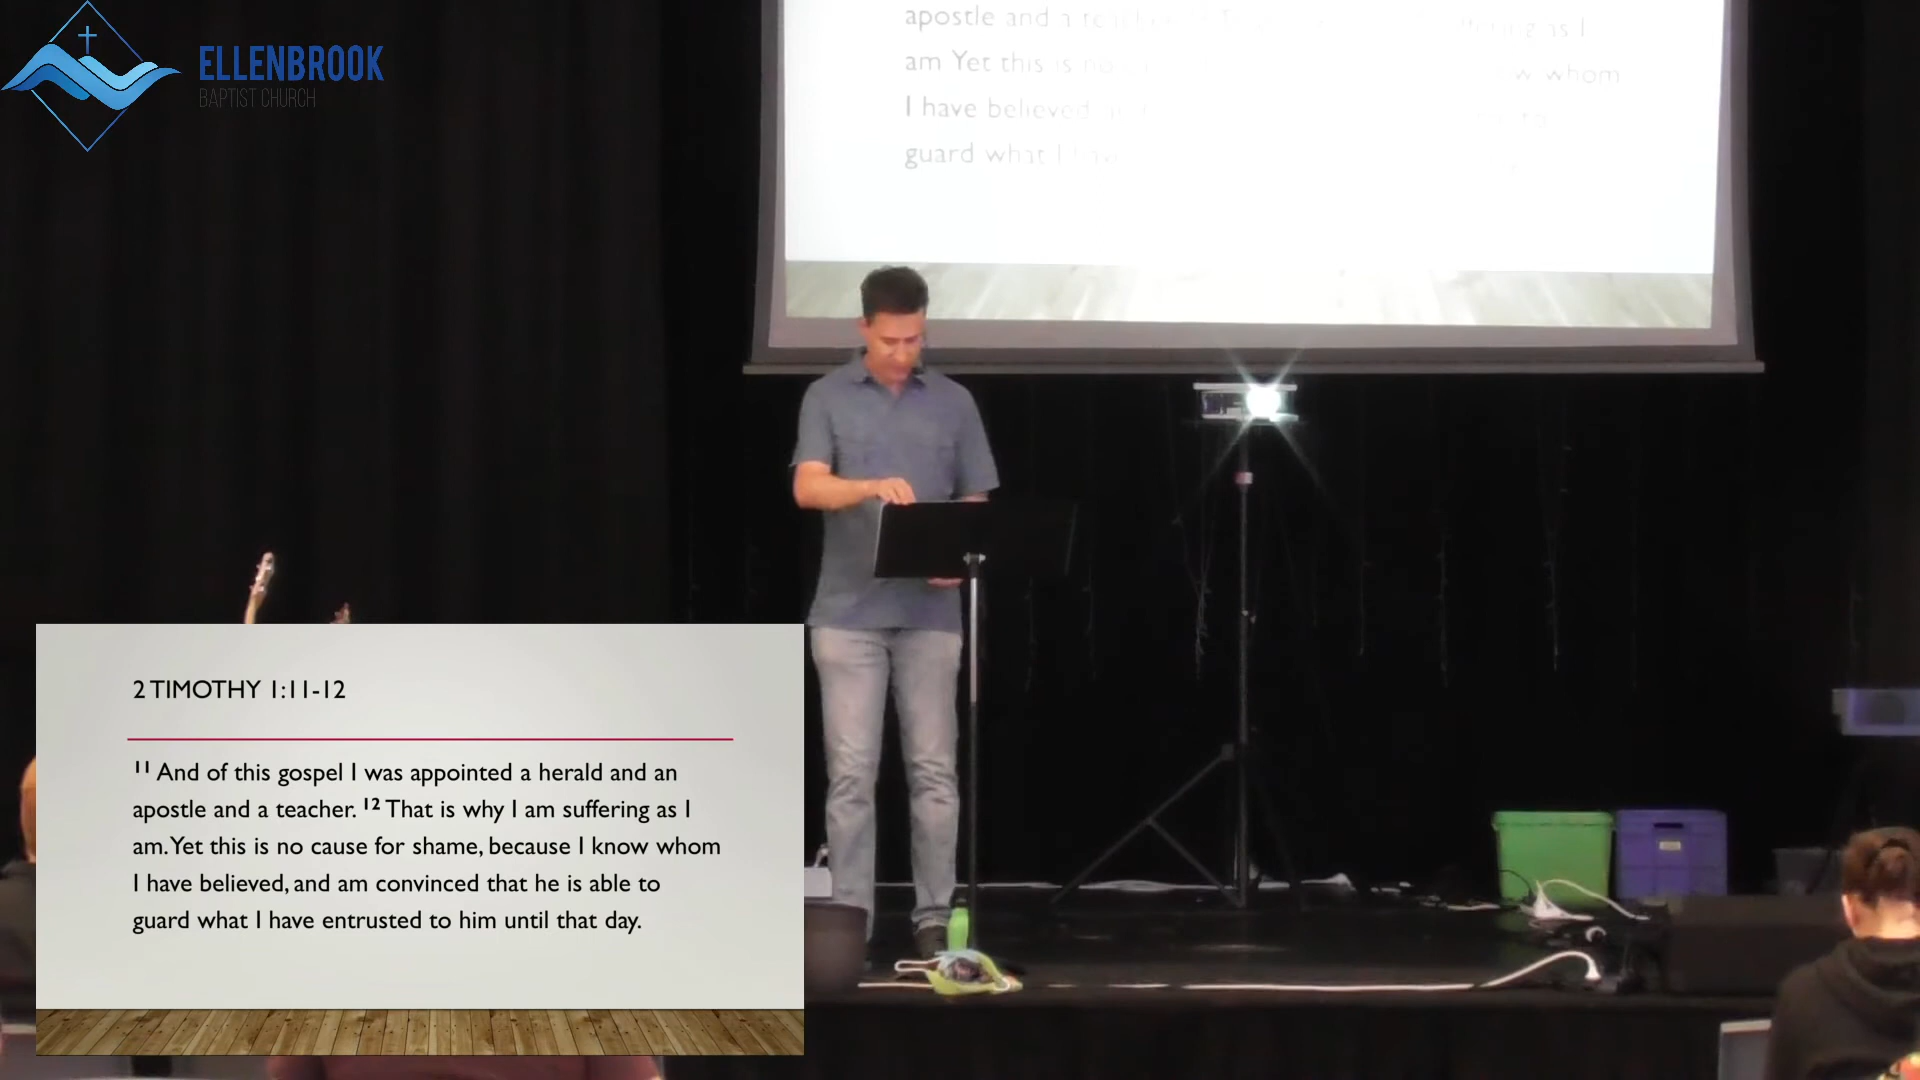 ELLENBROOK
BAPTIST CHURCH
apostle and a
am Yet this is no
whom
I have believed
guard what I
2 TIMOTHY 1:11-12
11 And of this gospel I was appointed a herald and an
apostle and a teacher. 12 That is why I am suffering as I
am. Yet this is no cause for shame, because I know whom
I have believed, and am convinced that he is able to
guard what I have entrusted to him until that day.